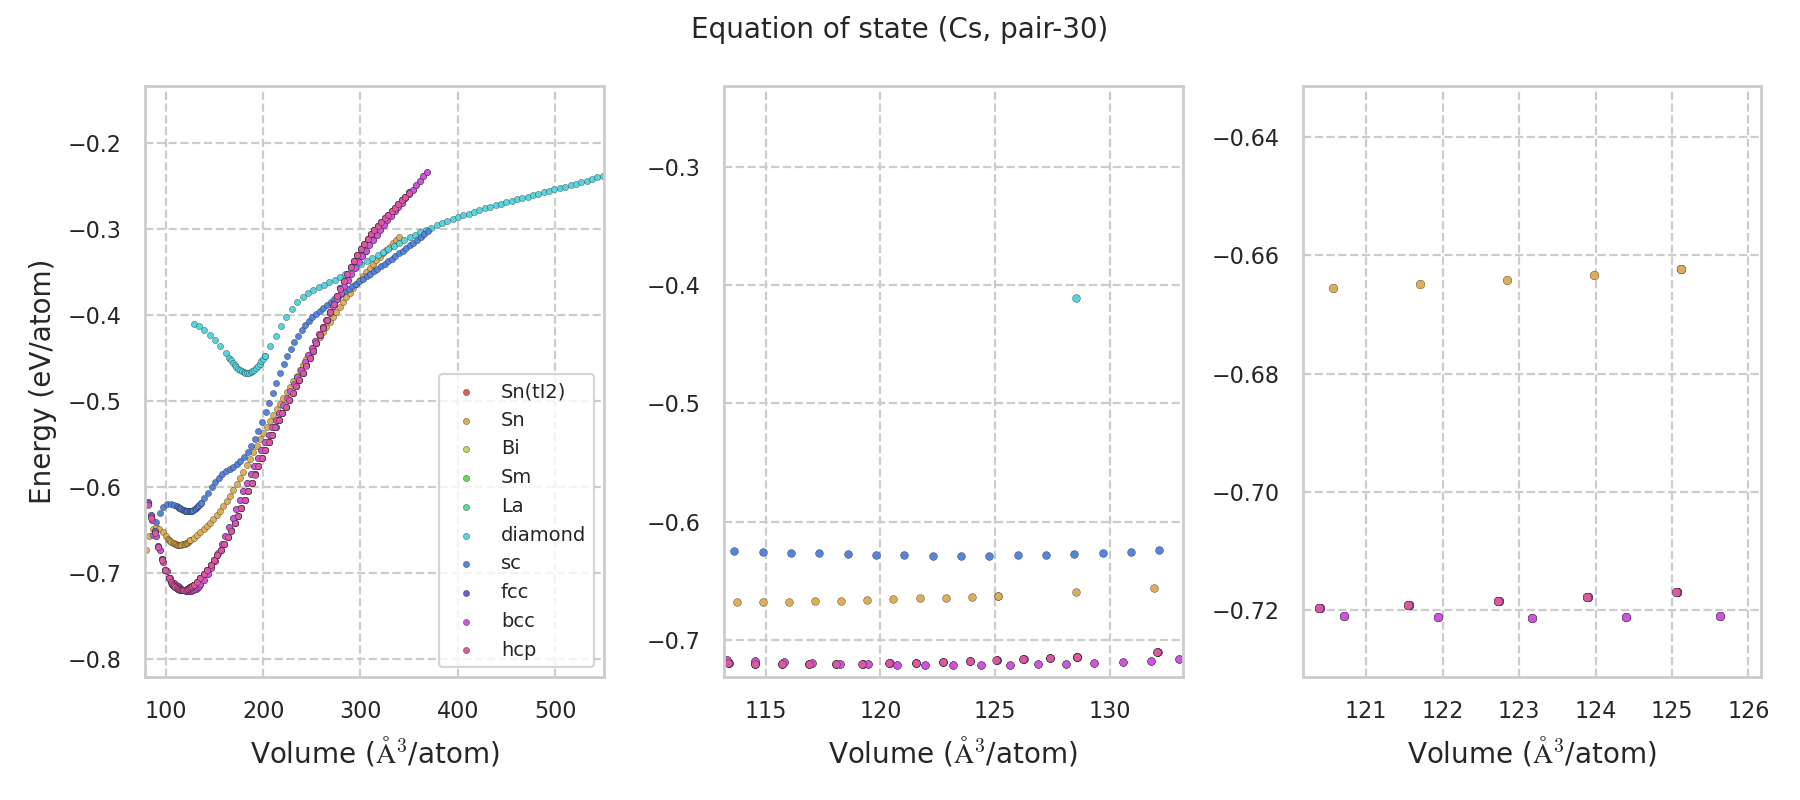 Equation of state (Cs, pair-30)
Energy (eV/atom)
−0.2
−0.3
−0.4
−0.5
−0.6
−0.7
−0.8
100 200 300 400 500
Volume (Å³/atom)
Sn(tI2)
Sn
Bi
Sm
La
diamond
sc
fcc
bcc
hcp
−0.3
−0.4
−0.5
−0.6
−0.7
115 120 125 130
Volume (Å³/atom)
−0.64
−0.66
−0.68
−0.70
−0.72
121 122 123 124 125 126
Volume (Å³/atom)